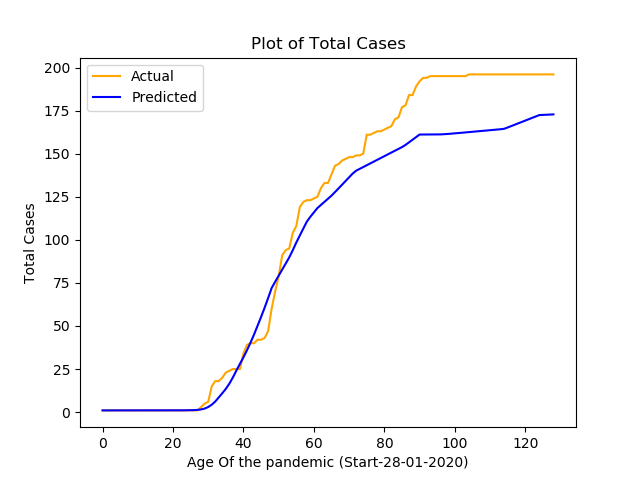 Plot of Total Cases
Actual
Predicted
200
175
150
125
100
75
50
25
0
Total Cases
0 20 40 60 80 100 120
Age Of the pandemic (Start-28-01-2020)